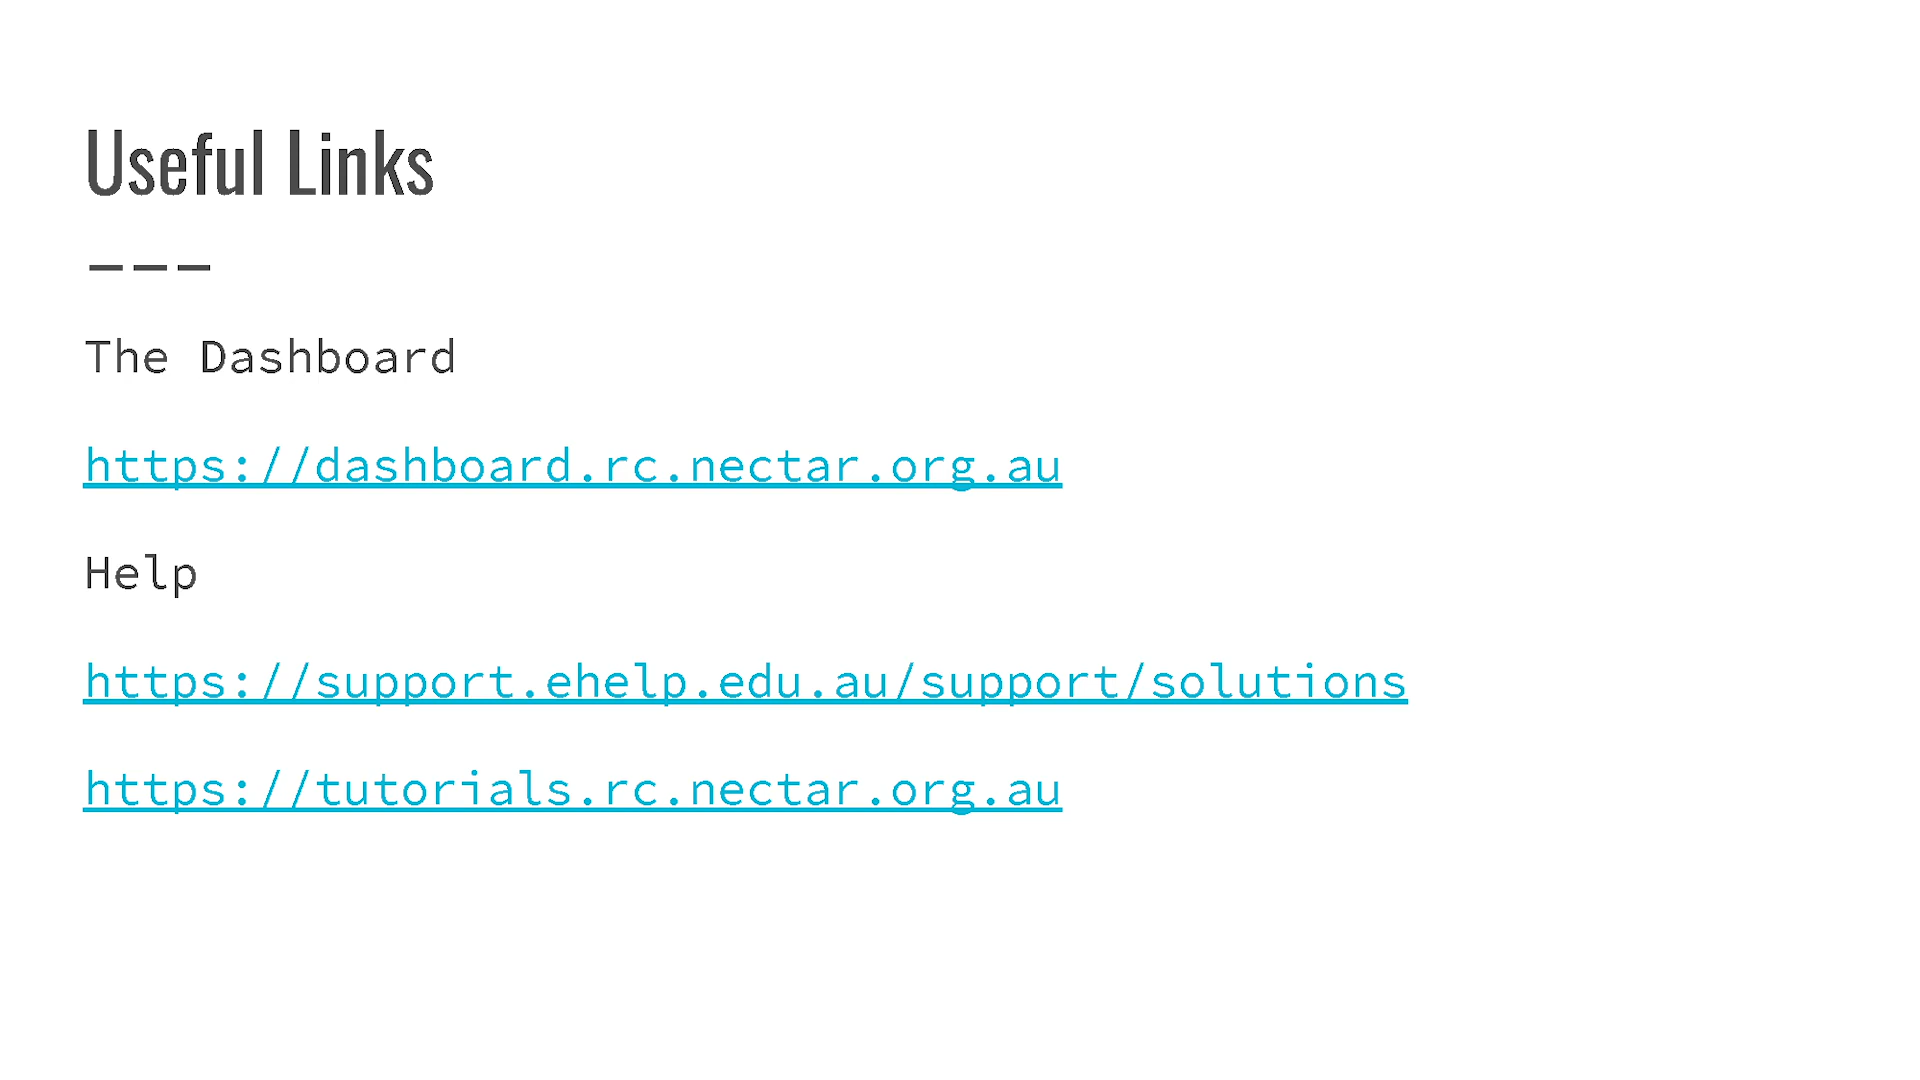 Useful Links
———
The Dashboard
https://dashboard.rc.nectar.org.au
Help
https://support.ehelp.edu.au/support/solutions
https://tutorials.rc.nectar.org.au